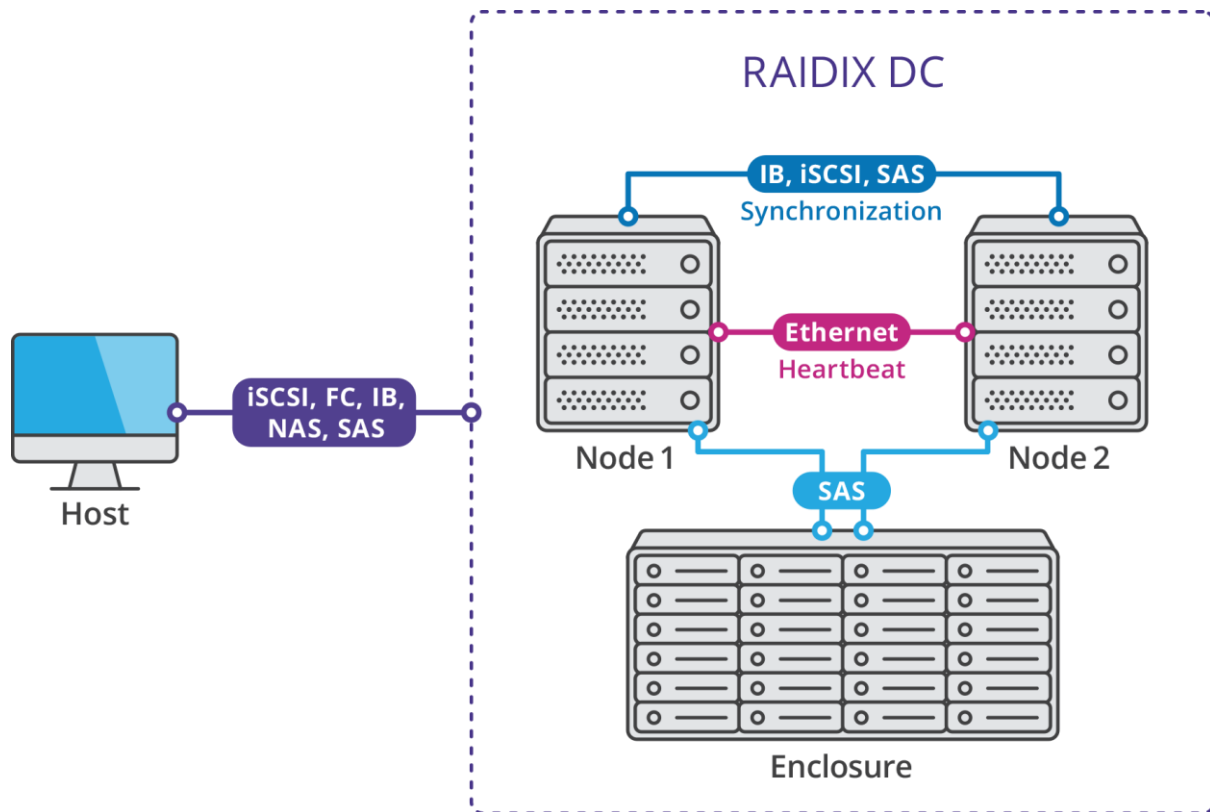 RAIDIX DC
IB, iSCSI, SAS
Synchronization
Ethernet
Heartbeat
iSCSI, FC, IB,
NAS, SAS
Host
Node 1
Node 2
SAS
Enclosure